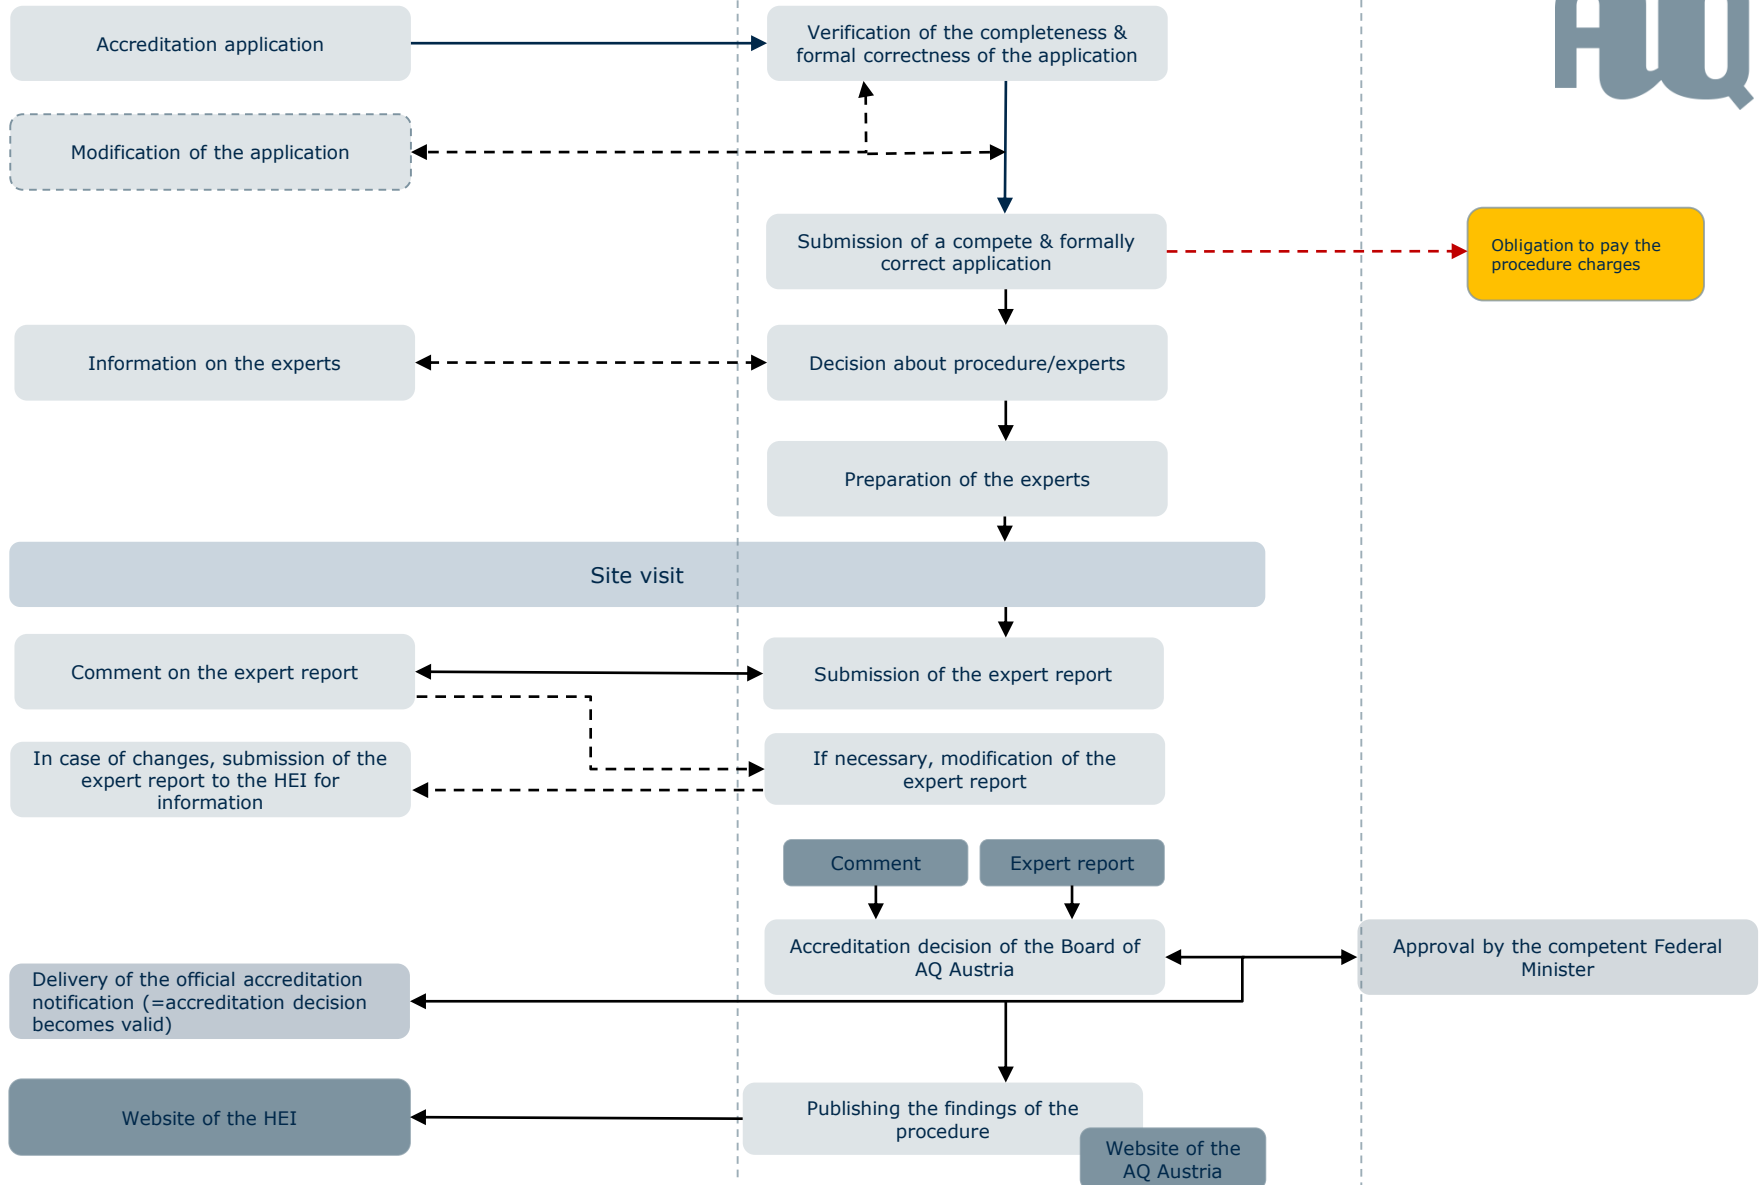 AQ
Accreditation application
Verification of the completeness &
formal correctness of the application
Modification of the application
Submission of a compete & formally
correct application
Obligation to pay the
procedure charges
Information on the experts
Decision about procedure/experts
Preparation of the experts
Site visit
Comment on the expert report
Submission of the expert report
In case of changes, submission of the
expert report to the HEI for
information
If necessary, modification of the
expert report
Comment
Expert report
Accreditation decision of the Board of
AQ Austria
Approval by the competent Federal
Minister
Delivery of the official accreditation
notification (=accreditation decision
becomes valid)
Website of the HEI
Publishing the findings of the
procedure
Website of the
AQ Austria